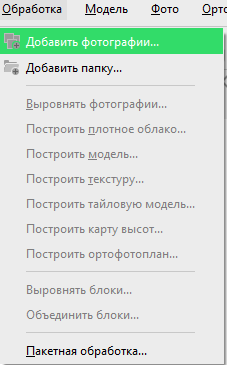 Обработка Модель Фото Орто
Добавить фотографии...
Добавить папку...
Выровнять фотографии...
Построить плотное облако...
Построить модель...
Построить текстуру...
Построить тайловую модель...
Построить карту высот...
Построить ортофотоплан...
Выровнять блоки...
Объединить блоки...
Пакетная обработка...